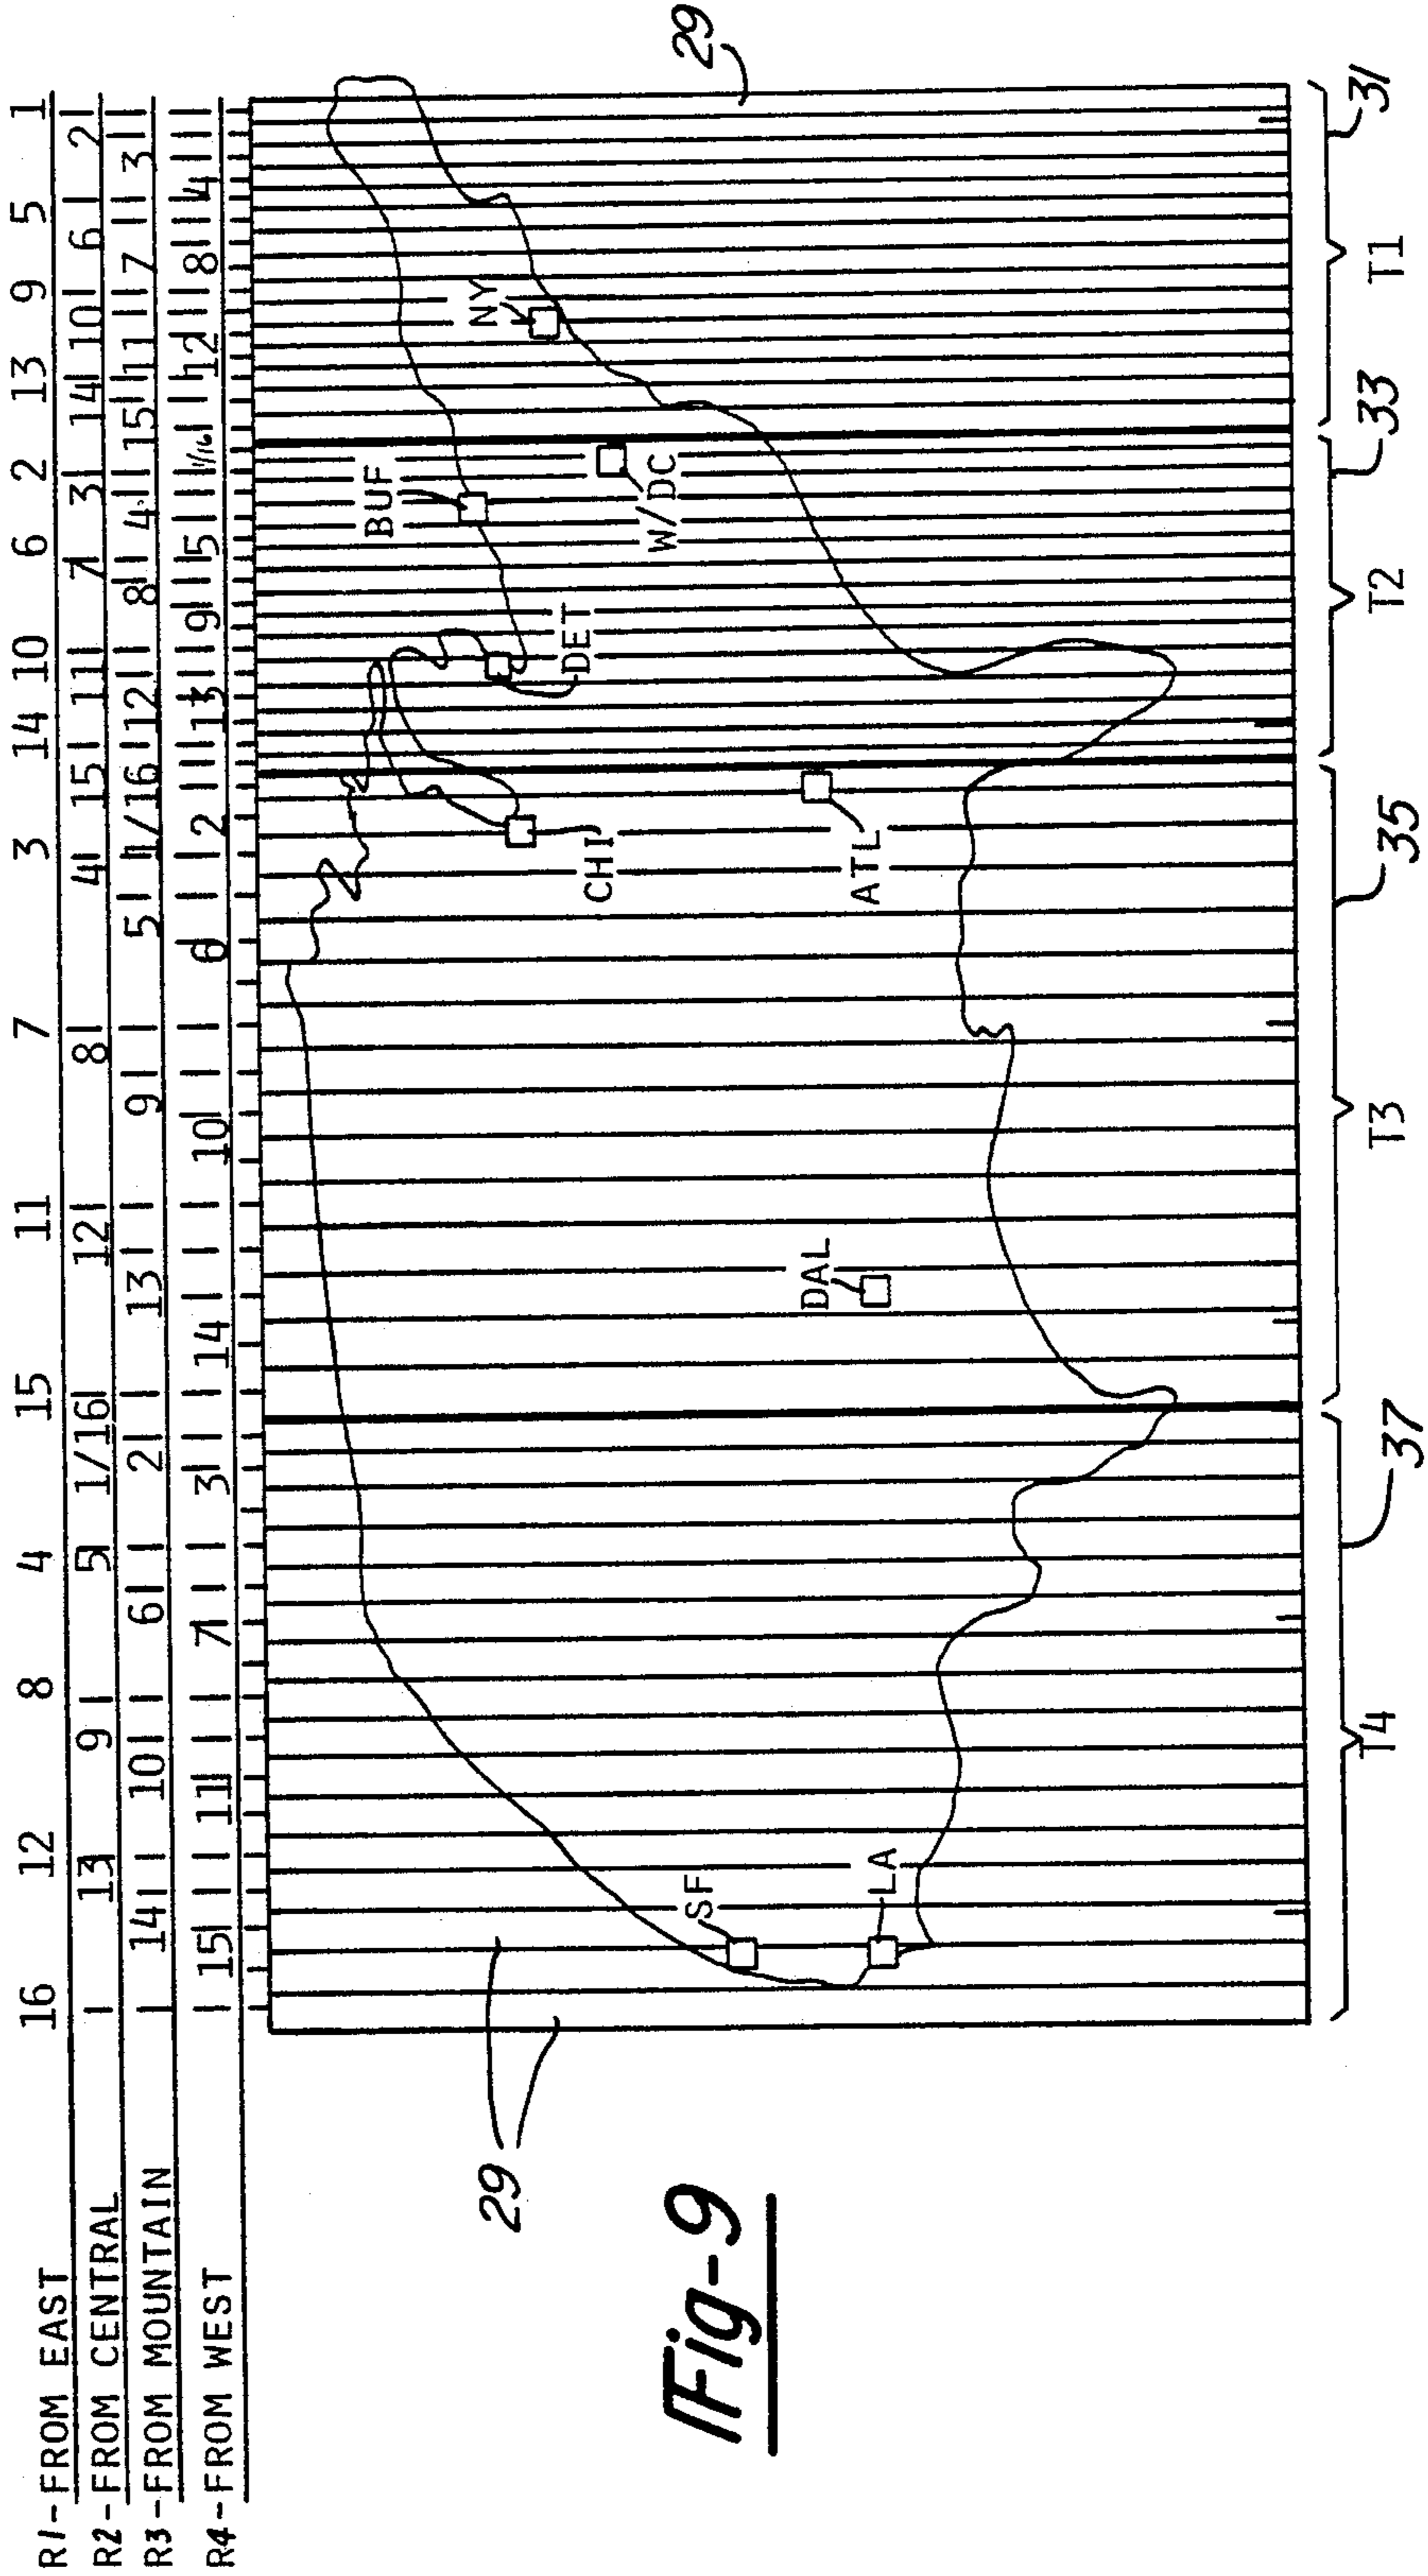 R1-FROM EAST 16 12 8 4 15 11 7 3 14 10 6 2 13 9 5 1
R2-FROM CENTRAL 13 9 5 1/16 12 8 4 15 11 7 3 14 10 6 2
R3-FROM MOUNTAIN 14 10 6 2 13 9 5 1/16 12 8 4 15 11 7 3
R4-FROM WEST 15 11 7 3 14 10 6 2 13 9 5 1/16 12 8 4
BUF
NY
29
DET
CHI
W/DC
29
SF
DAL
ATL
LA
T4 T3 T2 T1
37 35 33 31
Fig-9